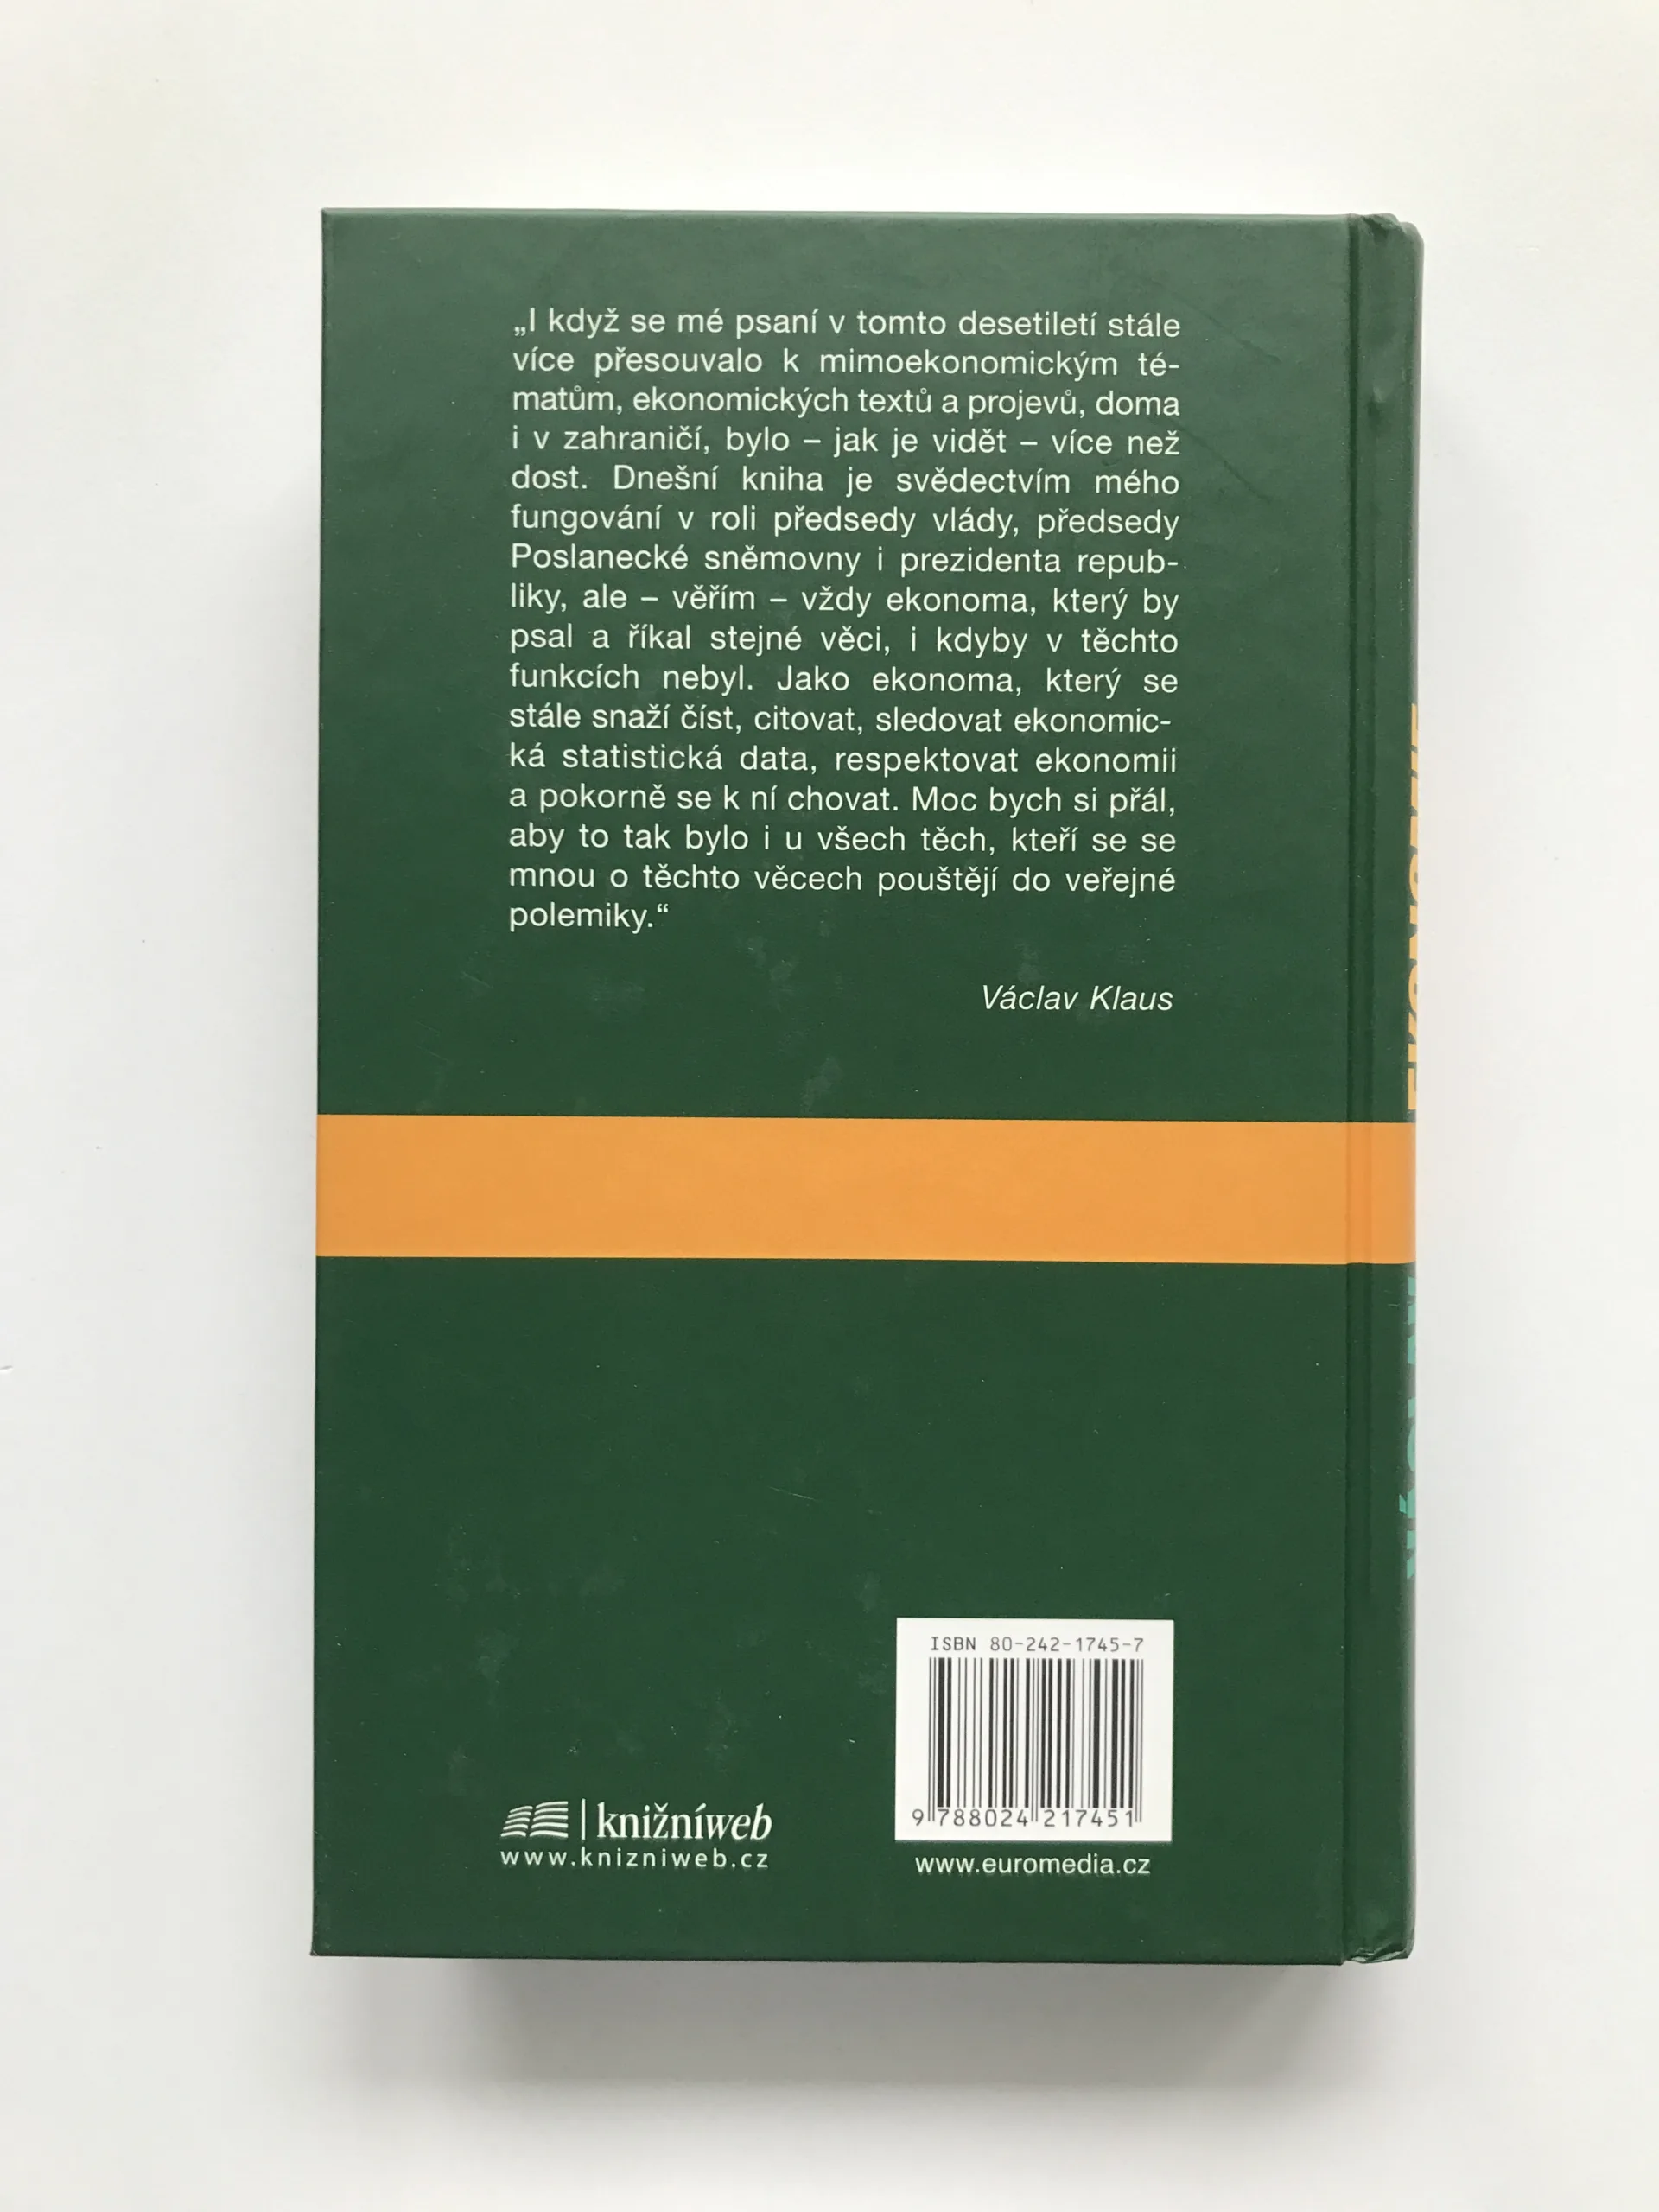 „I když se mé psaní v tomto desetiletí stále
více přesouvalo k mimoekonomickým té-
matům, ekonomických textů a projevů, doma
i v zahraničí, bylo – jak je vidět – více než
dost. Dnešní kniha je svědectvím mého
fungování v roli předsedy vlády, předsedy
Poslanecké sněmovny i prezidenta repub-
liky, ale – věřím – vždy ekonoma, který by
psal a říkal stejné věci, i kdyby v těchto
funkcích nebyl. Jako ekonoma, který se
stále snaží číst, citovat, sledovat ekonomic-
ká statistická data, respektovat ekonomii
a pokorně se k ní chovat. Moc bych si přál,
aby to tak bylo i u všech těch, kteří se se
mnou o těchto věcech pouštějí do veřejné
polemiky.“
Václav Klaus
ISBN 80-242-1745-7
9 788024 217451
www.euromedia.cz
knižníweb
www.knizniweb.cz